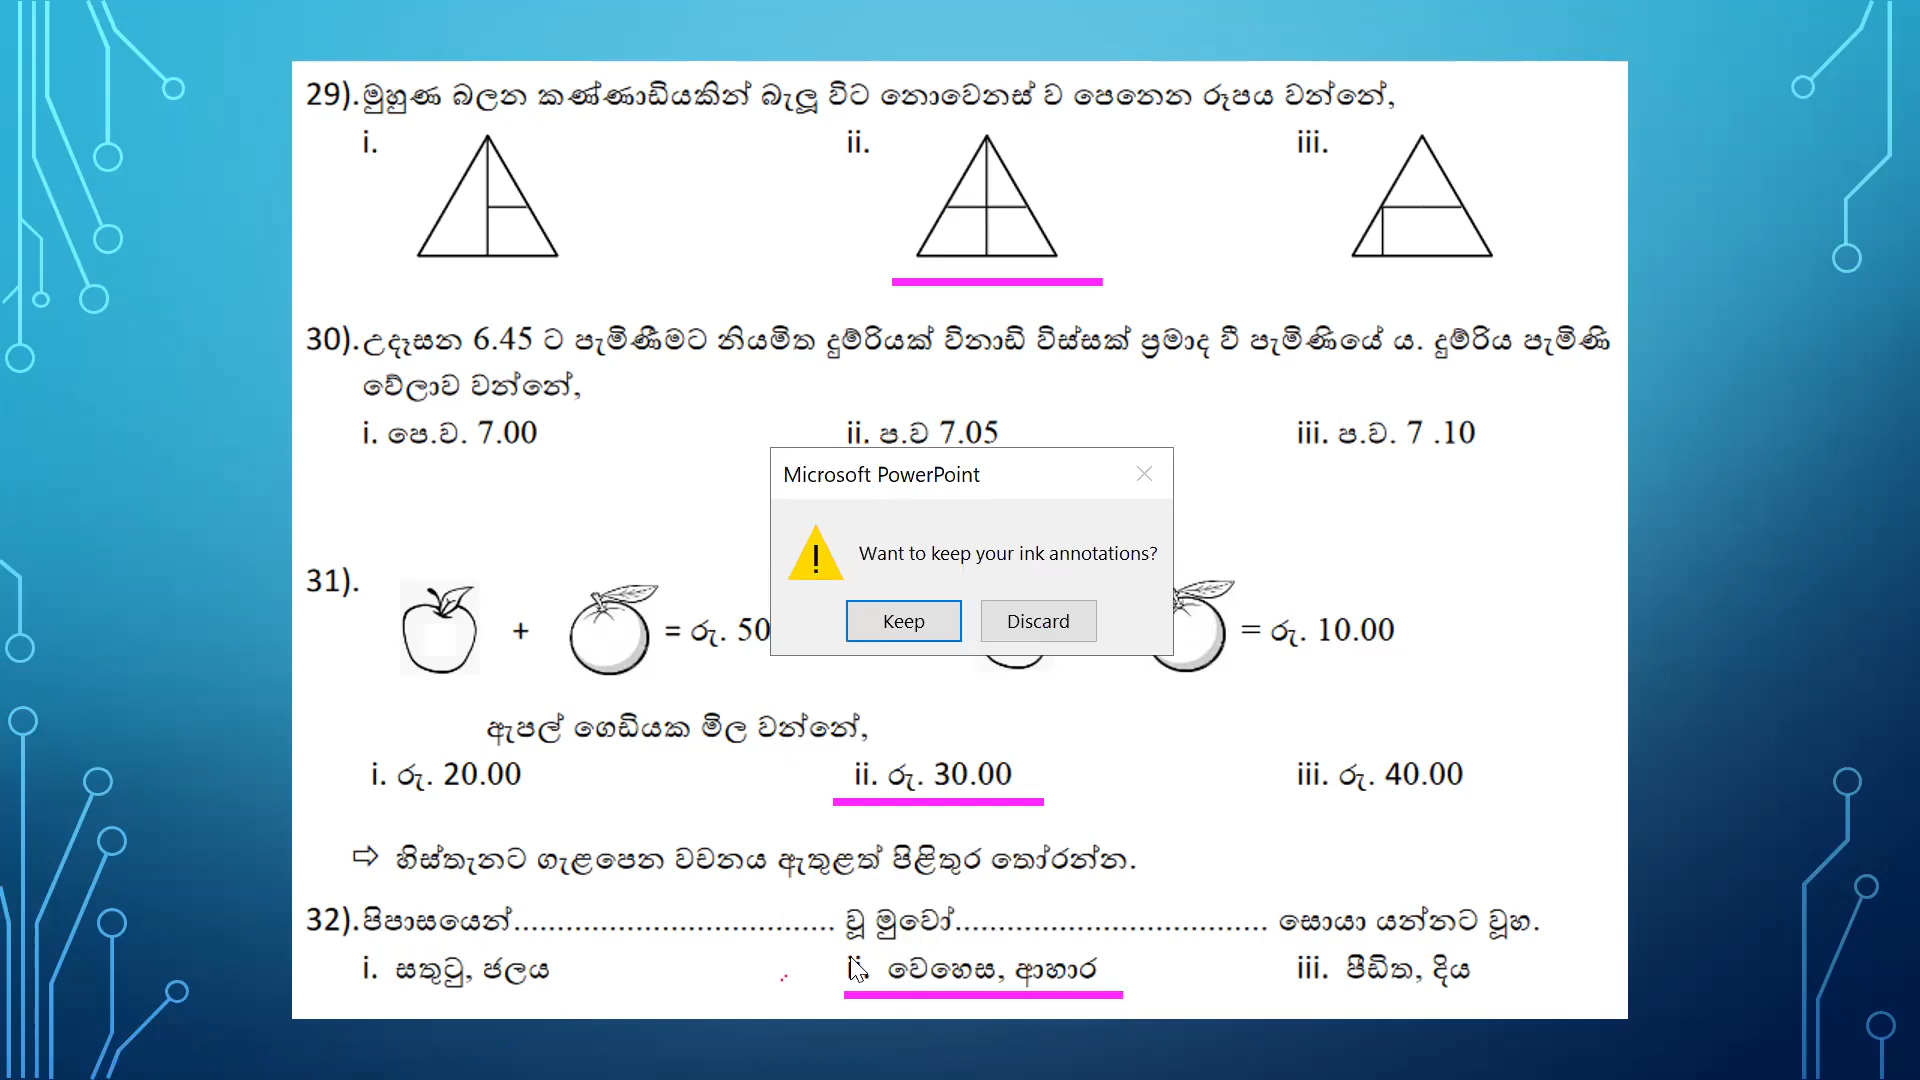 29). මුහුණ බලන කණ්ණාඩියකින් බැලූ විට නොවෙනස් ව පෙනෙන රූපය වන්නේ,
i. ii. iii.
30). උදෑසන 6.45 ට පැමිණීමට නියමිත දුම්රියක් විනාඩි විස්සක් ප්‍රමාද වී පැමිණියේ ය. දුම්රිය පැමිණි
වේලාව වන්නේ,
i. පෙ.ව. 7.00 ii. ප.ව 7.05 iii. ප.ව. 7 .10
Microsoft PowerPoint
Want to keep your ink annotations?
Keep Discard
31). + = රු. 50 = රු. 10.00
ඇපල් ගෙඩියක මිල වන්නේ,
i. රු. 20.00 ii. රු. 30.00 iii. රු. 40.00
⇨ හිස්තැනට ගැළපෙන වචනය ඇතුළත් පිළිතුර තෝරන්න.
32). පිපාසයෙන්..................................... වූ මුවෝ.................................... සොයා යන්නට වූහ.
i. සතුටු, ජලය ii. වෙහෙස, ආහාර iii. පීඩිත, දිය